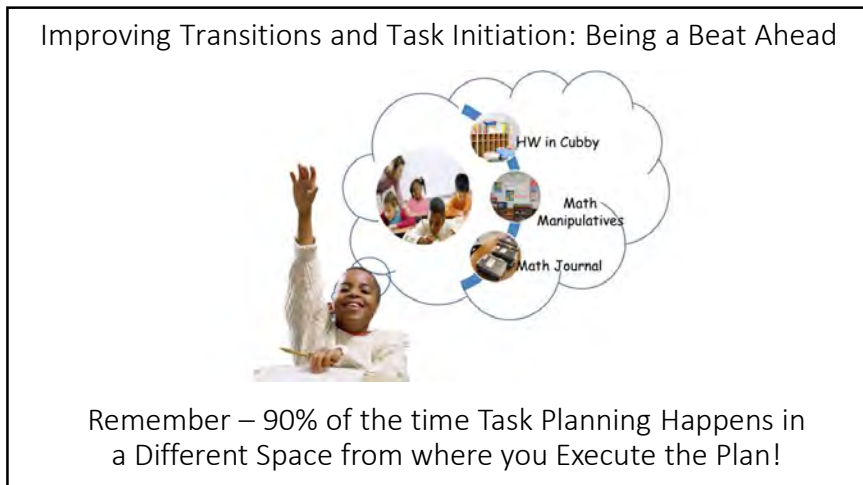 Improving Transitions and Task Initiation: Being a Beat Ahead
HW in Cubby
Math
Manipulatives
Math Journal
Remember – 90% of the time Task Planning Happens in
a Different Space from where you Execute the Plan!